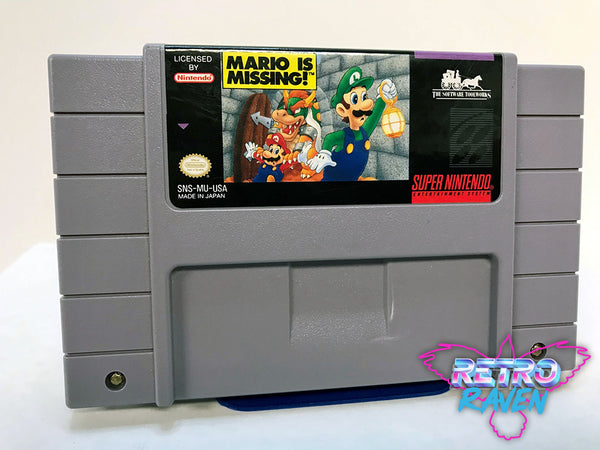 LICENSED
BY
Nintendo
MARIO IS
MISSING!™
THE SOFTWARE TOOLWORKS
SNS-MU-USA
MADE IN JAPAN
SUPER NINTENDO
ENTERTAINMENT SYSTEM
RETRO
RAVEN